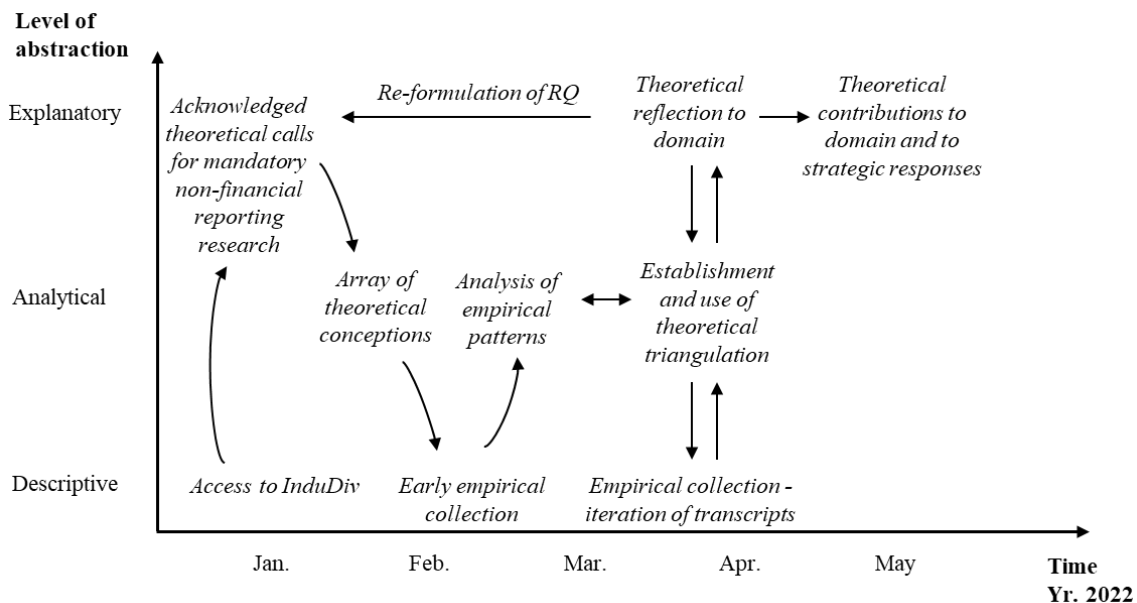 Level of
abstraction
Explanatory
Acknowledged
theoretical calls
for mandatory
non-financial
reporting
research
Re-formulation of RQ
Theoretical
reflection to
domain
Theoretical
contributions to
domain and to
strategic responses
Analytical
Array of
theoretical
conceptions
Analysis of
empirical
patterns
Establishment
and use of
theoretical
triangulation
Descriptive
Access to InduDiv
Early empirical
collection
Empirical collection -
iteration of transcripts
Jan.
Feb.
Mar.
Apr.
May
Time
Yr. 2022